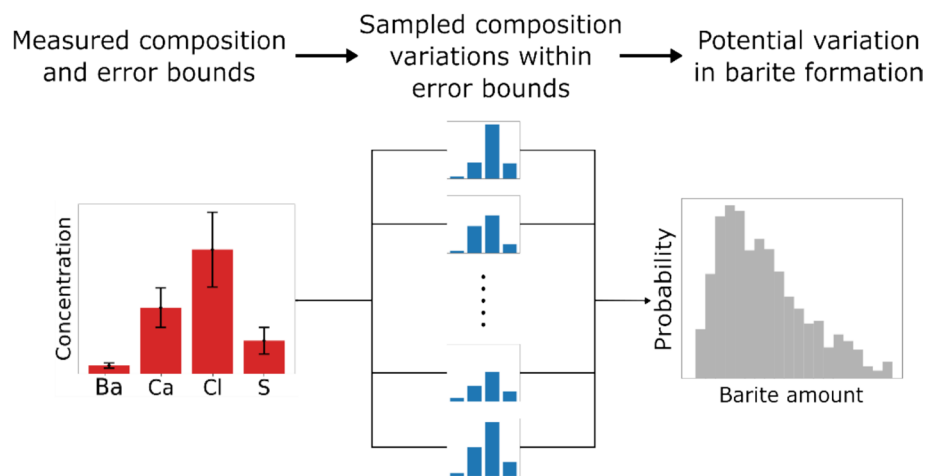 Measured composition
and error bounds
Sampled composition
variations within
error bounds
Potential variation
in barite formation
Concentration
Ba Ca Cl S
Probability
Barite amount